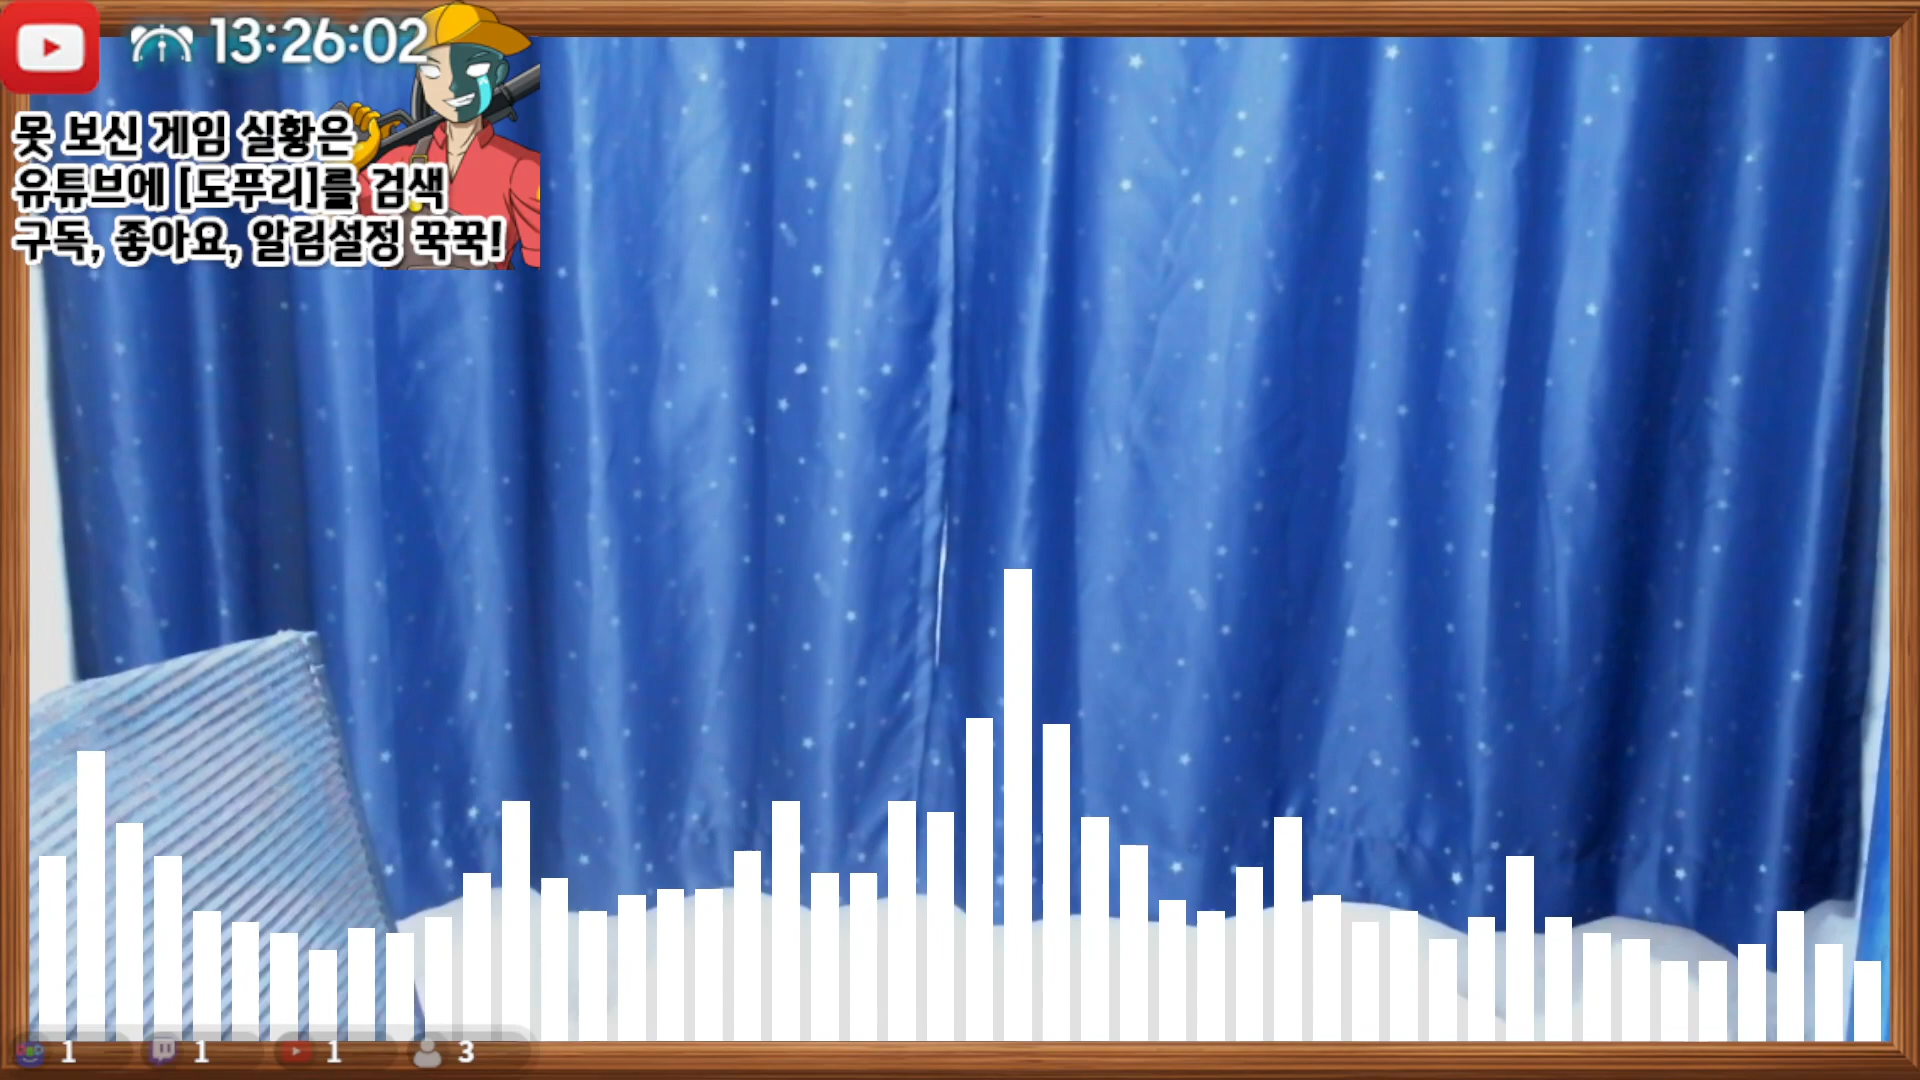 13:26:02
못 보신 게임 실황은
유튜브에 [도푸리]를 검색
구독, 좋아요, 알림설정 꾹꾹!
1 1 1 3